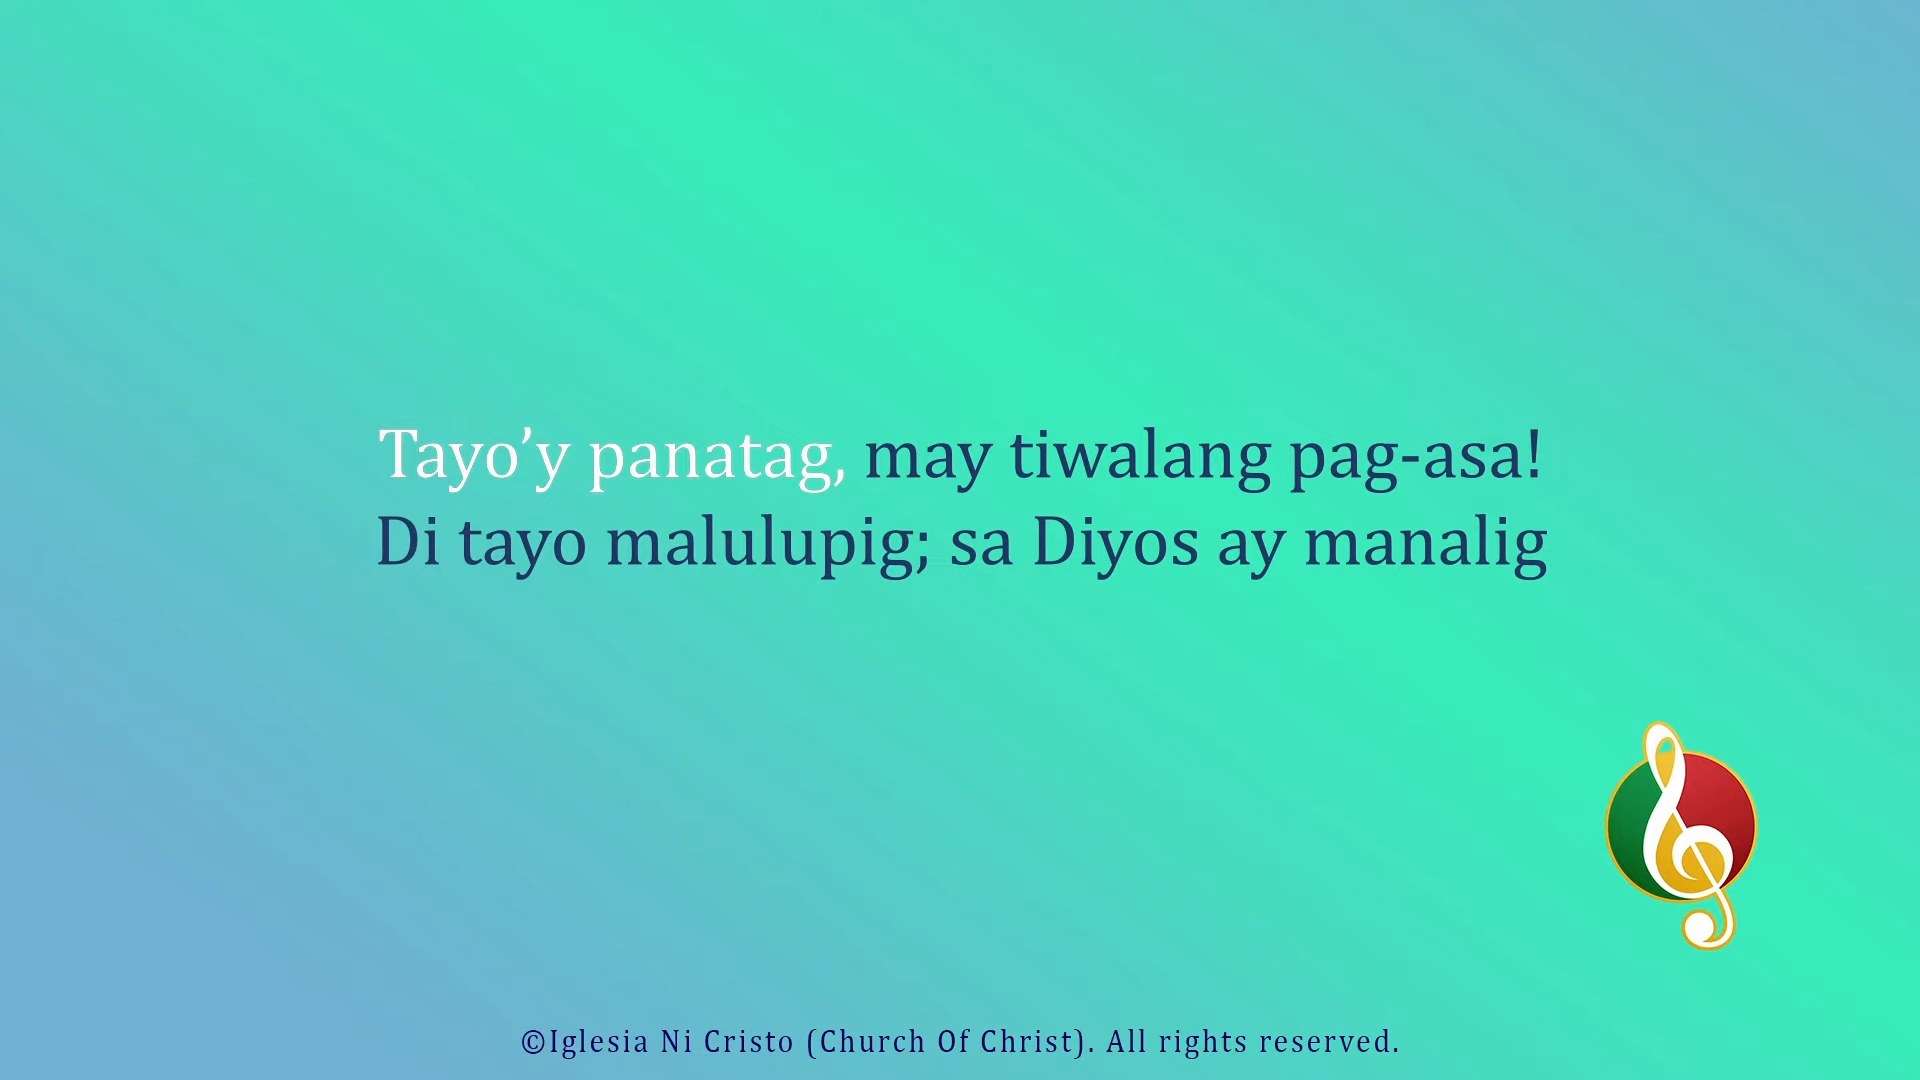 Tayo’y panatag, may tiwalang pag-asa!
Di tayo malulupig; sa Diyos ay manalig
©Iglesia Ni Cristo (Church Of Christ). All rights reserved.